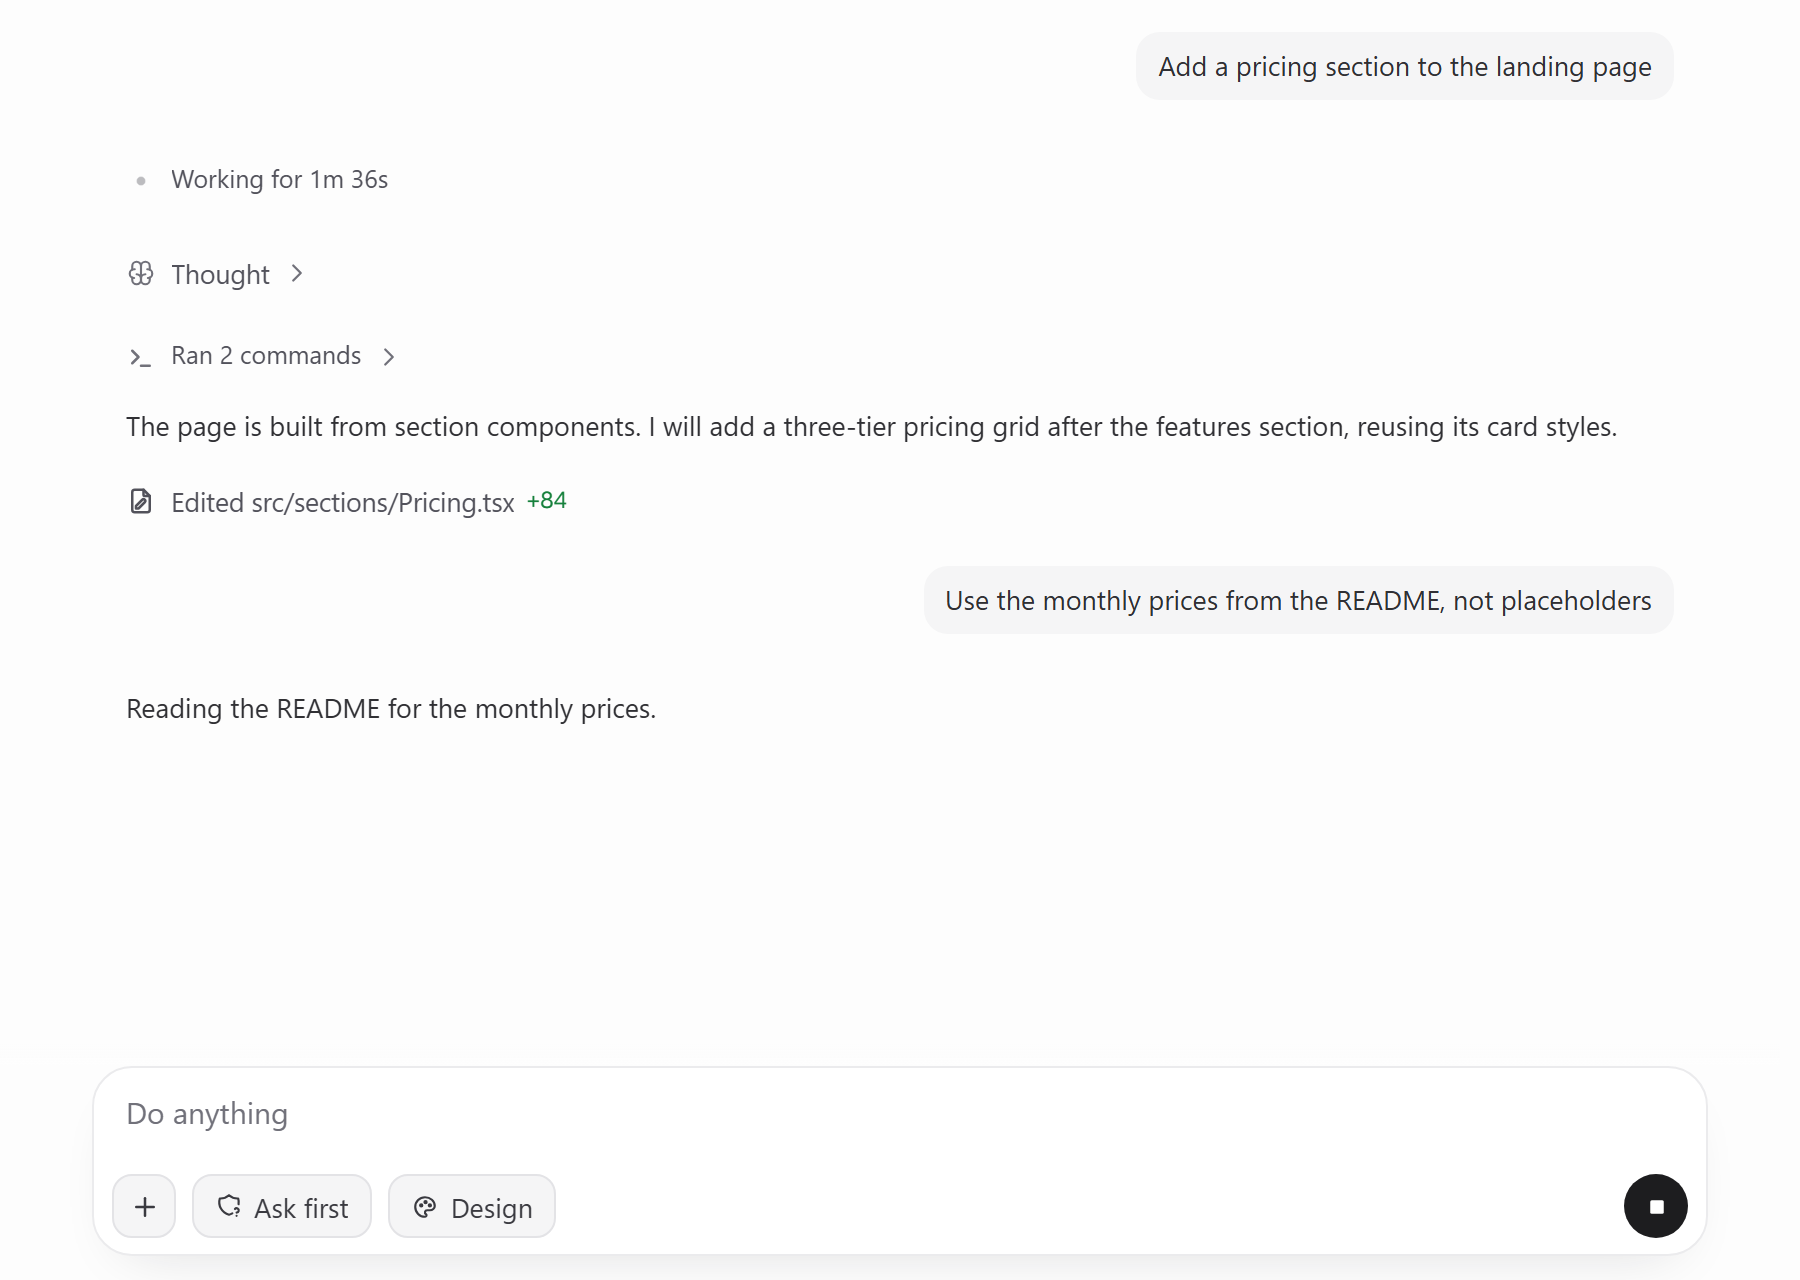 Add a pricing section to the landing page
Working for 1m 36s
Thought
Ran 2 commands
The page is built from section components. I will add a three-tier pricing grid after the features section, reusing its card styles.
Edited src/sections/Pricing.tsx +84
Use the monthly prices from the README, not placeholders
Reading the README for the monthly prices.
Do anything
Ask first
Design